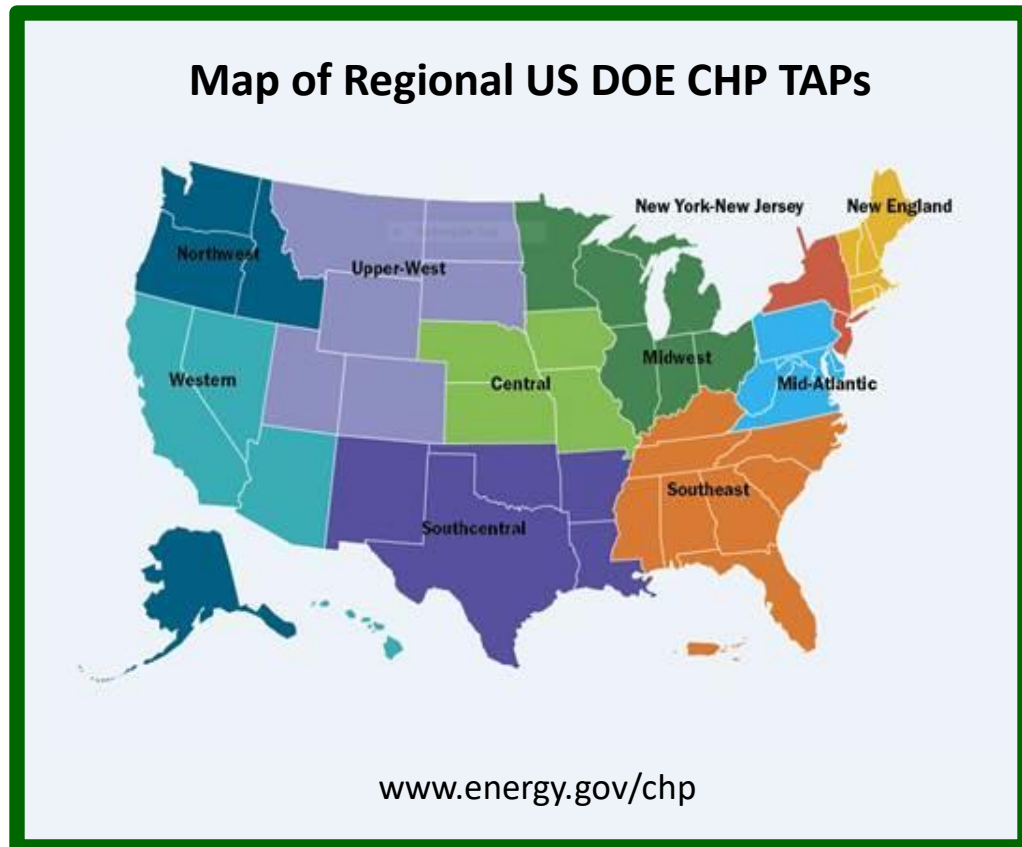 Map of Regional US DOE CHP TAPs
New York-New Jersey
New England
Northwest
Upper-West
Midwest
Western
Central
Mid-Atlantic
Southeast
Southcentral
www.energy.gov/chp